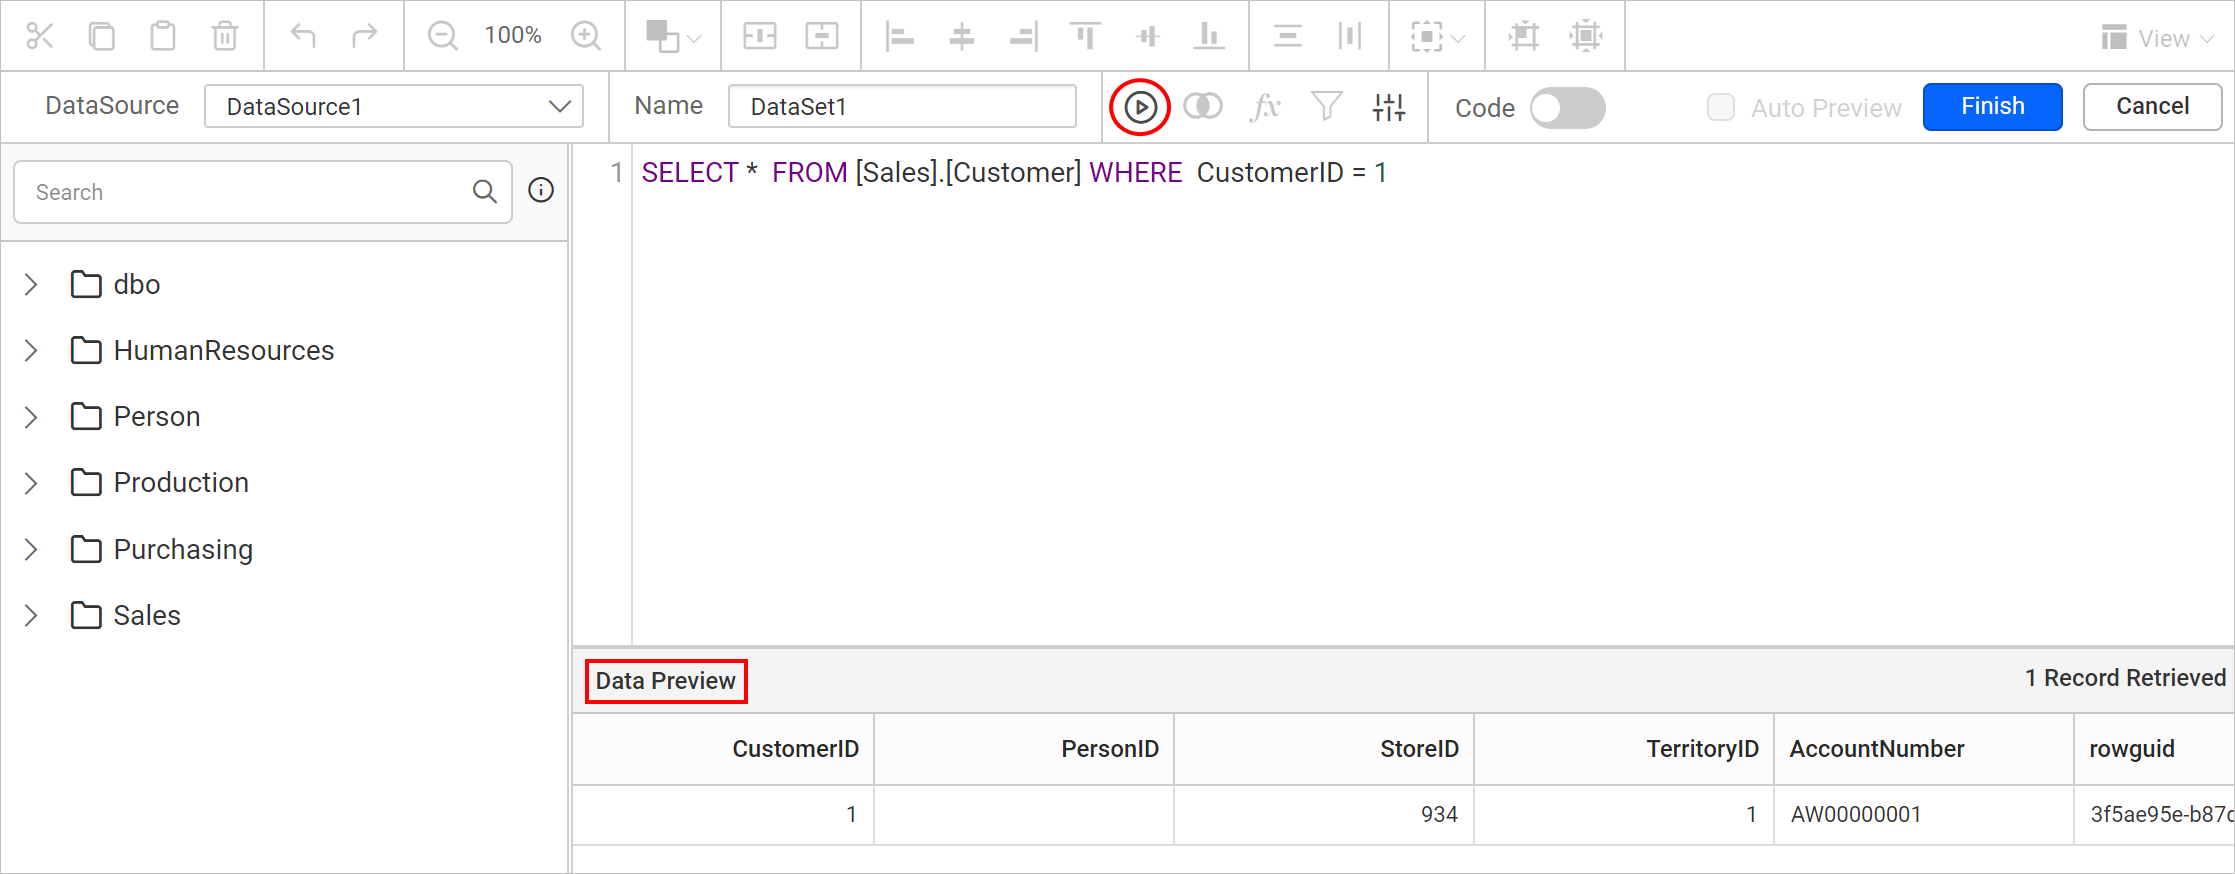 100%
View
DataSource
DataSource1
Name
DataSet1
fx
Code
Auto Preview
Finish
Cancel
Search
dbo
HumanResources
Person
Production
Purchasing
Sales
1 SELECT * FROM [Sales].[Customer] WHERE CustomerID = 1
Data Preview
1 Record Retrieved
CustomerID PersonID StoreID TerritoryID AccountNumber rowguid
1 934 1 AW00000001 3f5ae95e-b87d